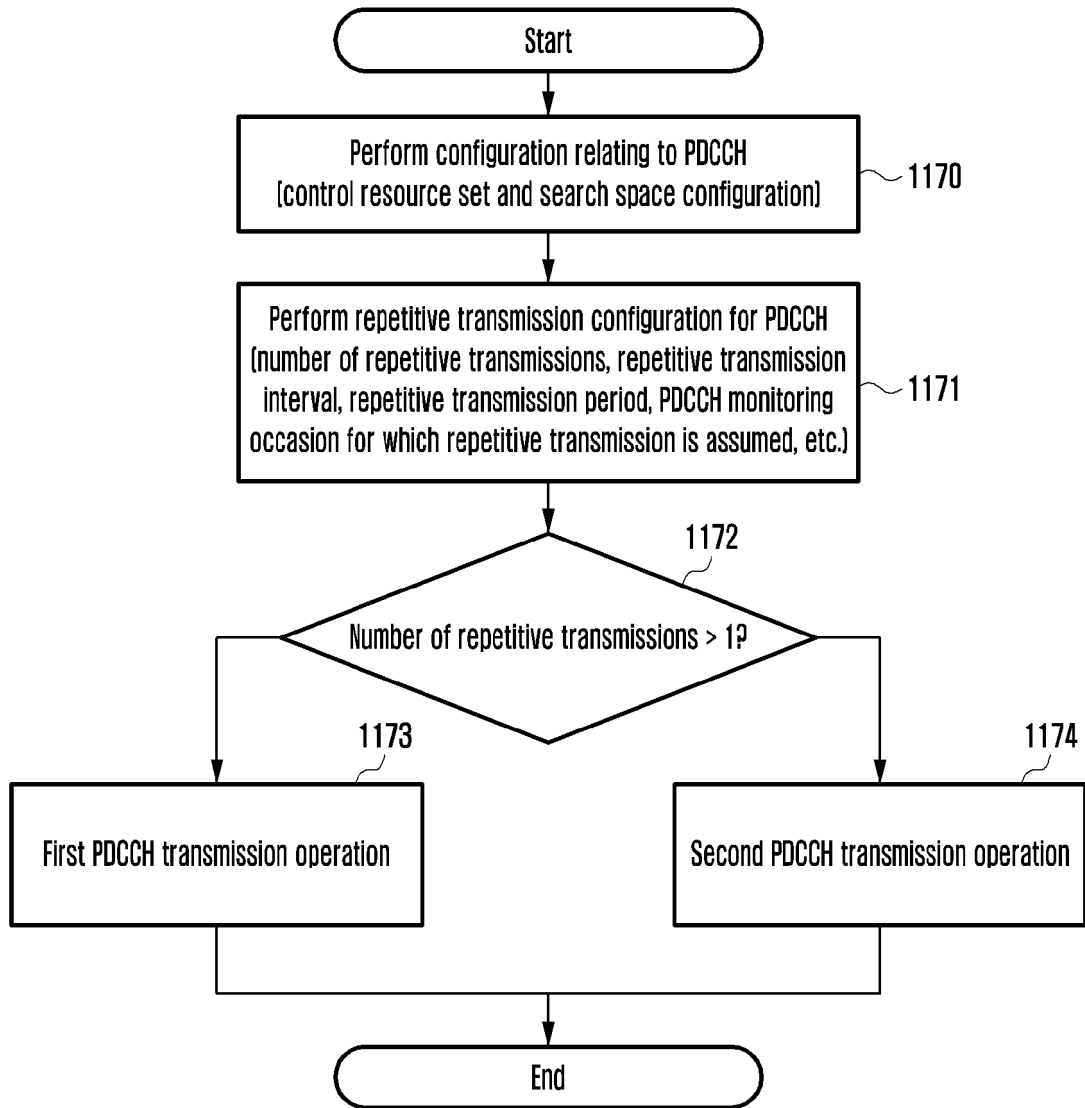 Start
Perform configuration relating to PDCCH
(control resource set and search space configuration)
1170
Perform repetitive transmission configuration for PDCCH
(number of repetitive transmissions, repetitive transmission
interval, repetitive transmission period, PDCCH monitoring
occasion for which repetitive transmission is assumed, etc.)
1171
1172
Number of repetitive transmissions > 1?
1173
1174
First PDCCH transmission operation
Second PDCCH transmission operation
End